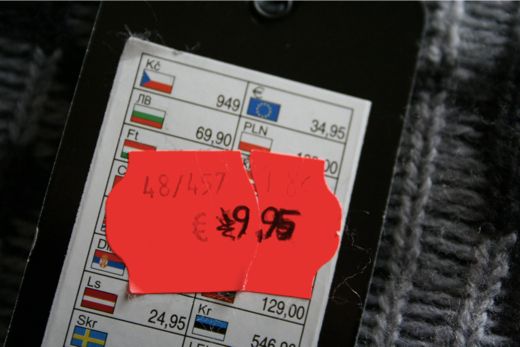 Kč
949
€
34,95
ЛВ
69,90
PLN
Ft
48/457
€ 9,95
Ls
24,95
129,00
Kr
Skr